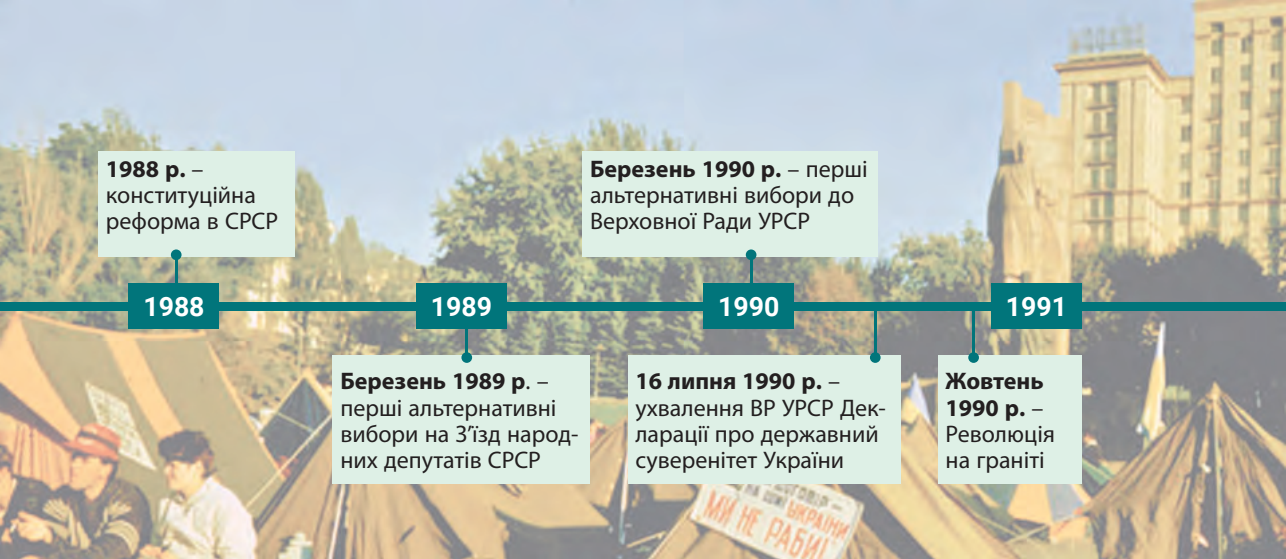 1988 р. –
конституційна
реформа в СРСР
Березень 1990 р. – перші
альтернативні вибори до
Верховної Ради УРСР
1988
1989
1990
1991
Березень 1989 р. –
перші альтернативні
вибори на З’їзд народ-
них депутатів СРСР
16 липня 1990 р. –
ухвалення ВР УРСР Дек-
ларації про державний
суверенітет України
Жовтень
1990 р. –
Революція
на граніті
УКРАЇНИ
МИ НЕ РАБИ!